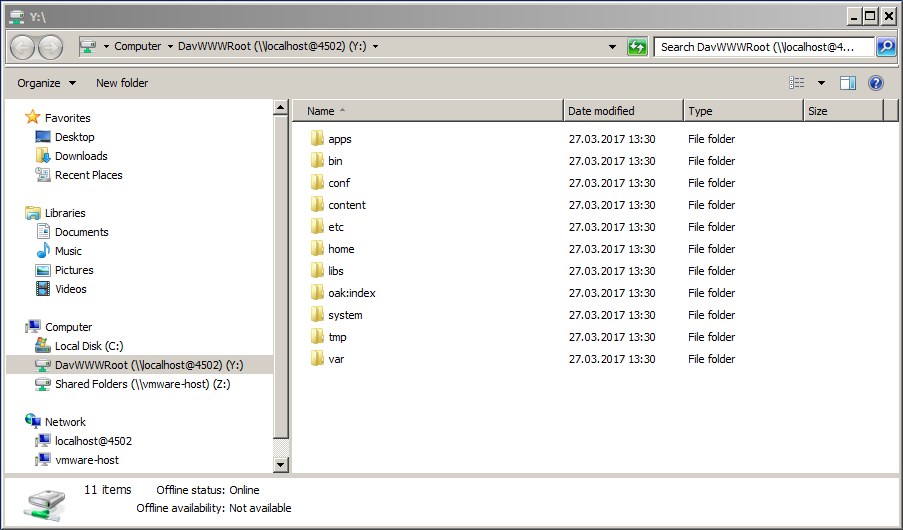 Y:\
Computer DavWWWRoot (\\localhost@4502) (Y:) Search DavWWWRoot (\\localhost@4...
Organize New folder
Favorites
Desktop
Downloads
Recent Places
Libraries
Documents
Music
Pictures
Videos
Computer
Local Disk (C:)
DavWWWRoot (\\localhost@4502) (Y:)
Shared Folders (\\vmware-host) (Z:)
Network
localhost@4502
vmware-host
Name Date modified Type Size
apps 27.03.2017 13:30 File folder
bin 27.03.2017 13:30 File folder
conf 27.03.2017 13:30 File folder
content 27.03.2017 13:30 File folder
etc 27.03.2017 13:30 File folder
home 27.03.2017 13:30 File folder
libs 27.03.2017 13:30 File folder
oak:index 27.03.2017 13:30 File folder
system 27.03.2017 13:30 File folder
tmp 27.03.2017 13:30 File folder
var 27.03.2017 13:30 File folder
11 items Offline status: Online
Offline availability: Not available